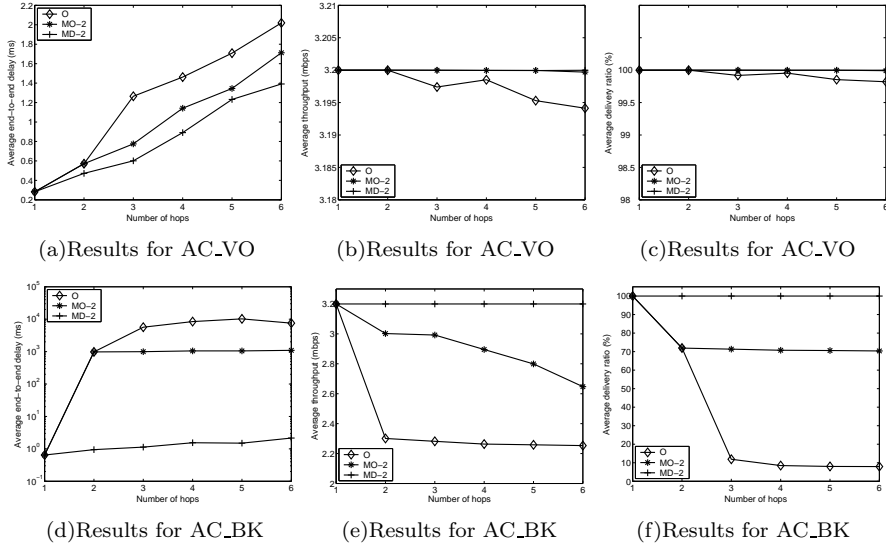 2.2
2
1.8
1.6
1.4
1.2
1
0.8
0.6
0.4
0.2
Average end−to−end delay (ms)
O
MO−2
MD−2
1 2 3 4 5 6
Number of hops
(a)Results for AC_VO
3.21
3.205
3.20
3.195
3.19
3.185
3.18
Average throughput (mbps)
O
MO−2
MD−2
1 2 3 4 5 6
Number of hops
(b)Results for AC_VO
100
99.5
99
98.5
98
Average delivery ratio (%)
O
MO−2
MD−2
1 2 3 4 5 6
Number of hops
(c)Results for AC_VO
10^5
10^4
10^3
10^2
10^1
10^0
10^−1
Average end−to−end delay (ms)
O
MO−2
MD−2
1 2 3 4 5 6
Number of hops
(d)Results for AC_BK
3.2
3
2.8
2.6
2.4
2.2
2
Average throughput (mbps)
O
MO−2
MD−2
1 2 3 4 5 6
Number of hops
(e)Results for AC_BK
100
90
80
70
60
50
40
30
20
10
0
Average delivery ratio (%)
O
MO−2
MD−2
1 2 3 4 5 6
Number of hops
(f)Results for AC_BK